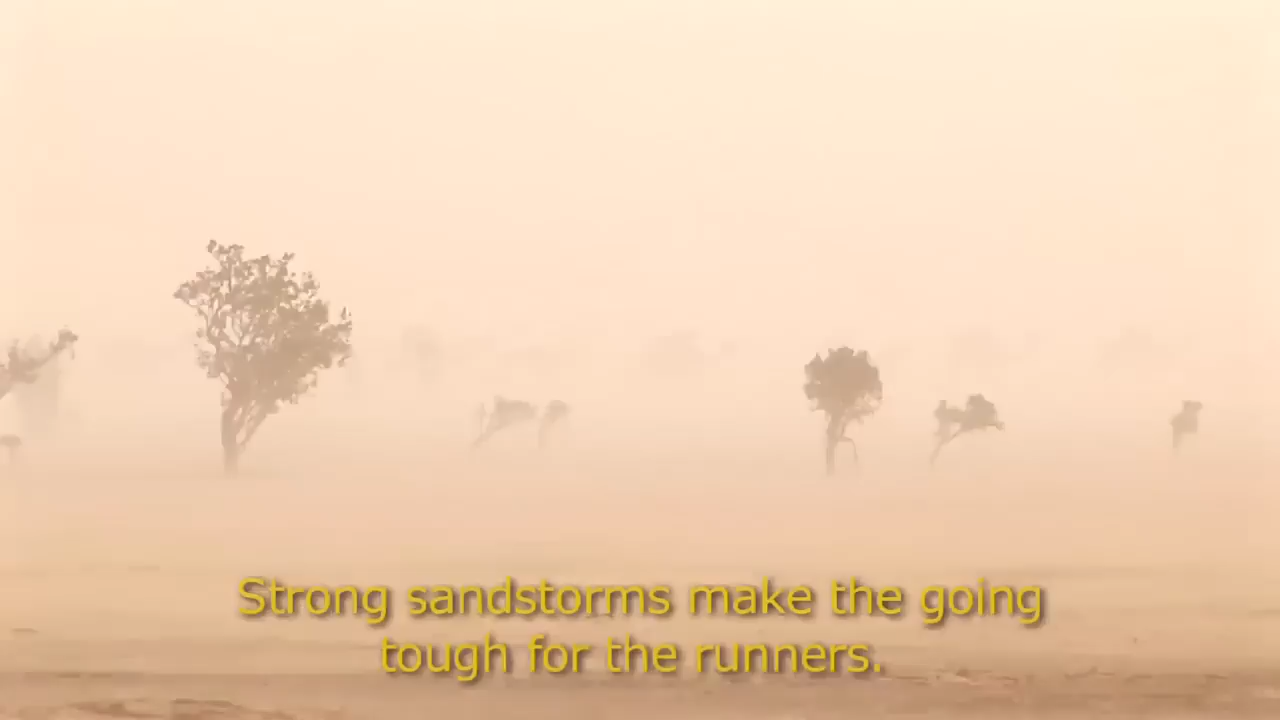 Strong sandstorms make the going
tough for the runners.